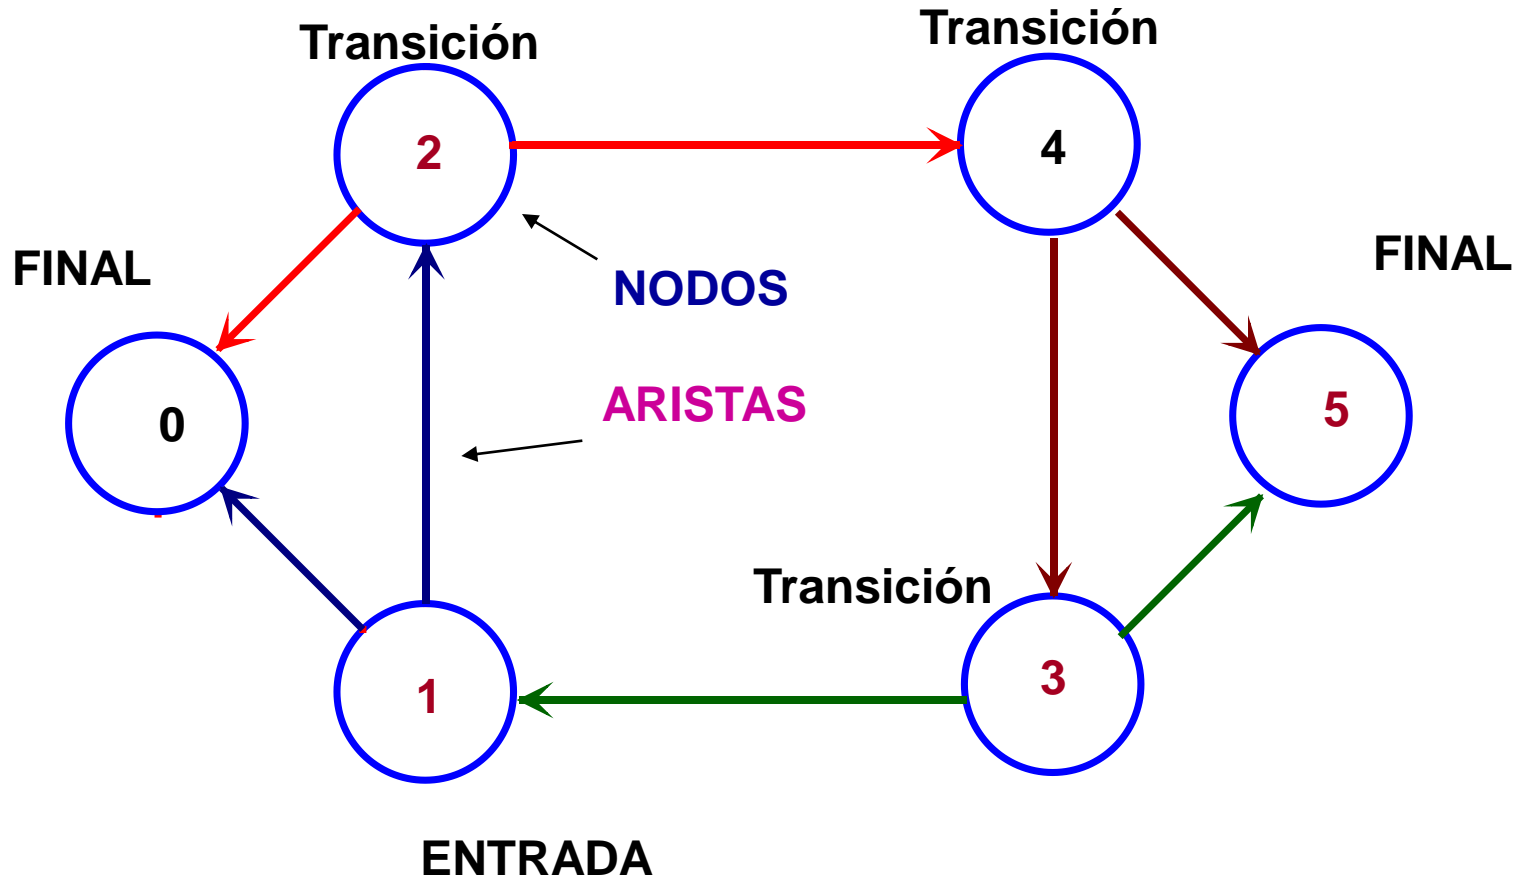 Transición
Transición
2
4
FINAL
NODOS
FINAL
ARISTAS
0
5
Transición
1
3
ENTRADA